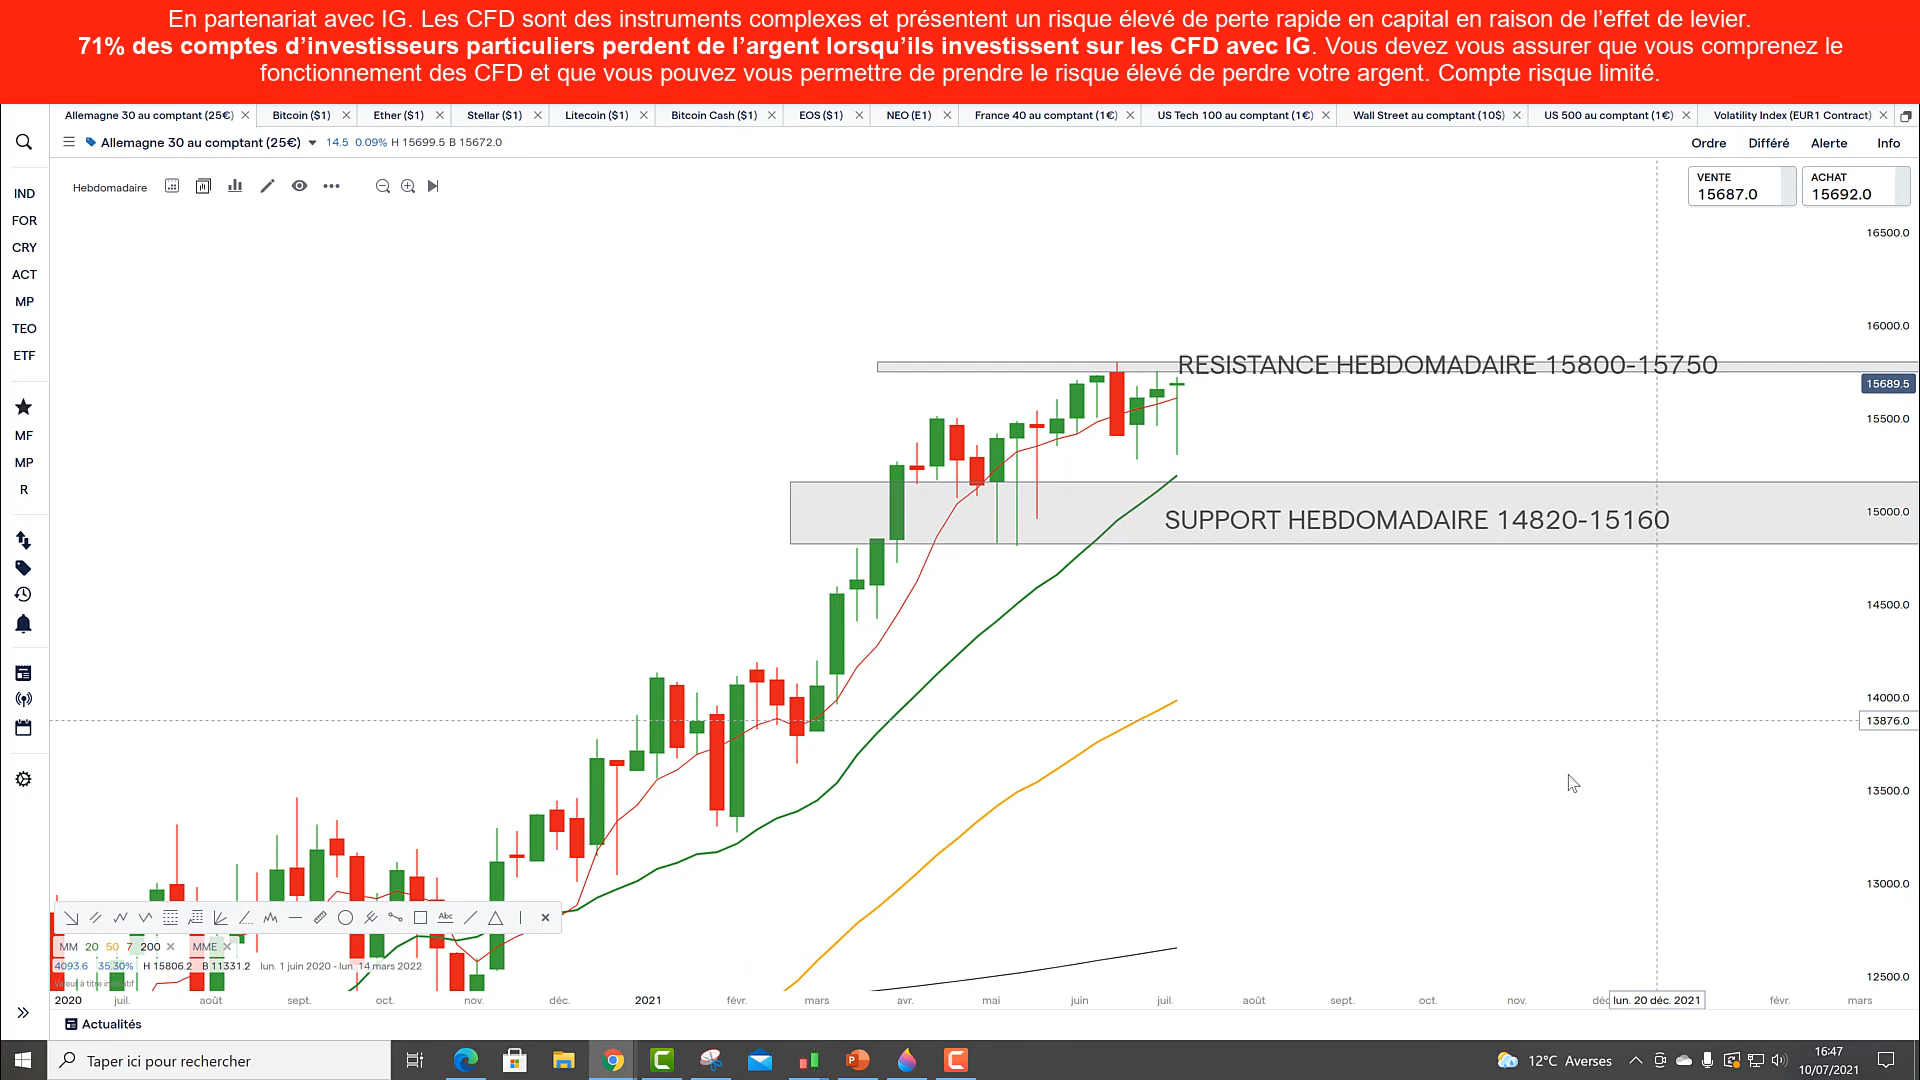 En partenariat avec IG. Les CFD sont des instruments complexes et présentent un risque élevé de perte rapide en capital en raison de l'effet de levier.
71% des comptes d'investisseurs particuliers perdent de l'argent lorsqu'ils investissent sur les CFD avec IG. Vous devez vous assurer que vous comprenez le
fonctionnement des CFD et que vous pouvez vous permettre de prendre le risque élevé de perdre votre argent. Compte risque limité.
Allemagne 30 au comptant (25€) Bitcoin ($1) Ether ($1) Stellar ($1) Litecoin ($1) Bitcoin Cash ($1) EOS ($1) NEO (E1) France 40 au comptant (1€) US Tech 100 au comptant (1€) Wall Street au comptant (10$) US 500 au comptant (1€) Volatility Index (EUR1 Contract)
Allemagne 30 au comptant (25€) 14.5 0.09% H 15699.5 B 15672.0 Ordre Différé Alerte Info
Hebdomadaire
VENTE ACHAT
15687.0 15692.0
IND
FOR
CRY
ACT
MP
TEO
ETF
MF
MP
R
16500.0
16000.0
RESISTANCE HEBDOMADAIRE 15800-15750
15689.5
15500.0
15000.0
SUPPORT HEBDOMADAIRE 14820-15160
14500.0
14000.0
13876.0
13500.0
13000.0
12500.0
Abc
MM 20 50 7 200 MME
4093.6 35.30% H 15806.2 B 11331.2 lun. 1 juin 2020 - lun. 14 mars 2022
2020 juil. août sept. oct. nov. déc. 2021 févr. mars avr. mai juin juil. août sept. oct. nov. déc lun. 20 déc. 2021 févr. mars
Actualités
Taper ici pour rechercher
12°C Averses
16:47
10/07/2021